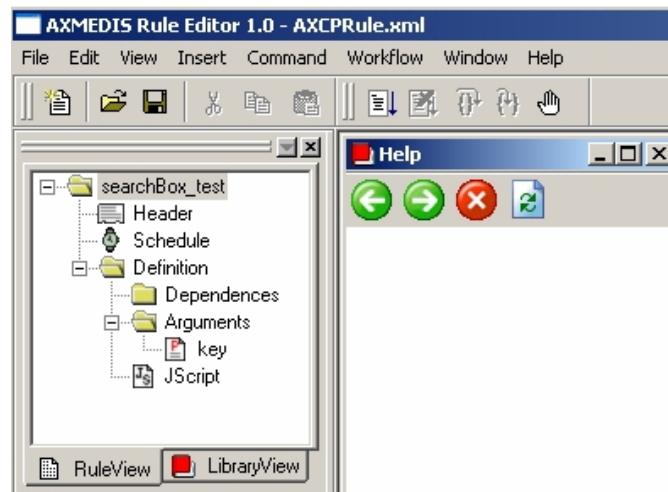 AXMEDIS Rule Editor 1.0 - AXCPRule.xml
File Edit View Insert Command Workflow Window Help
Help
searchBox_test
Header
Schedule
Definition
Dependences
Arguments
key
JScript
RuleView LibraryView